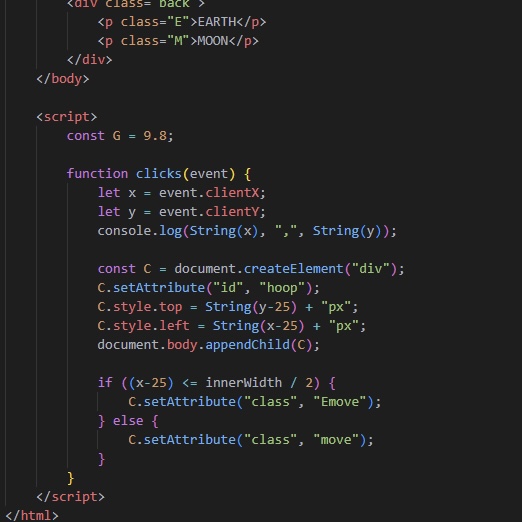 <div class="back">
<p class="E">EARTH</p>
<p class="M">MOON</p>
</div>
</body>
<script>
const G = 9.8;
function clicks(event) {
let x = event.clientX;
let y = event.clientY;
console.log(String(x), ",", String(y));
const C = document.createElement("div");
C.setAttribute("id", "hoop");
C.style.top = String(y-25) + "px";
C.style.left = String(x-25) + "px";
document.body.appendChild(C);
if ((x-25) <= innerWidth / 2) {
C.setAttribute("class", "Emove");
} else {
C.setAttribute("class", "move");
}
}
</script>
</html>